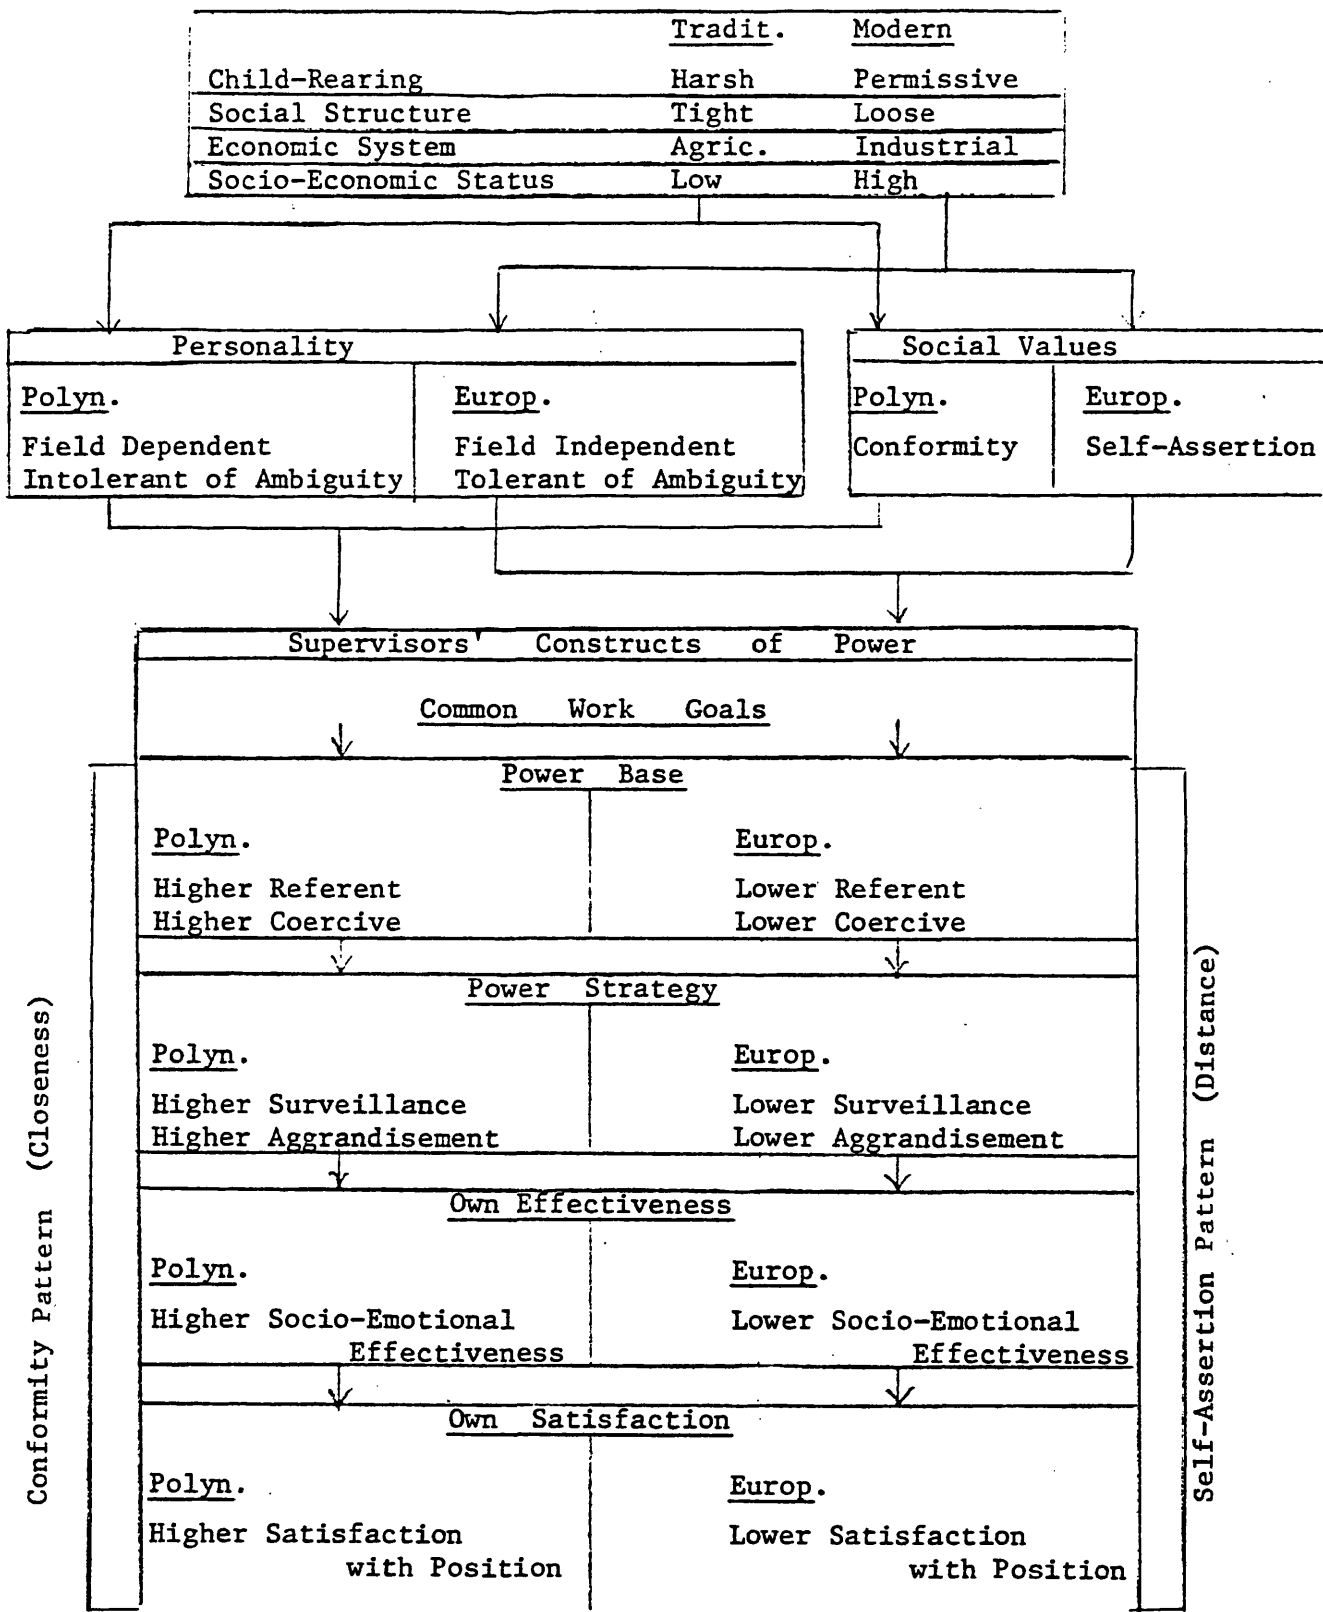 Tradit. Modern
Child-Rearing Harsh Permissive
Social Structure Tight Loose
Economic System Agric. Industrial
Socio-Economic Status Low High
Personality
Polyn. Europ.
Field Dependent Field Independent
Intolerant of Ambiguity Tolerant of Ambiguity
Social Values
Polyn. Europ.
Conformity Self-Assertion
Supervisors' Constructs of Power
Common Work Goals
Power Base
Polyn. Europ.
Higher Referent Lower Referent
Higher Coercive Lower Coercive
Power Strategy
Polyn. Europ.
Higher Surveillance Lower Surveillance
Higher Aggrandisement Lower Aggrandisement
Own Effectiveness
Polyn. Europ.
Higher Socio-Emotional Lower Socio-Emotional
Effectiveness Effectiveness
Own Satisfaction
Polyn. Europ.
Higher Satisfaction Lower Satisfaction
with Position with Position
Conformity Pattern (Closeness)
Self-Assertion Pattern (Distance)